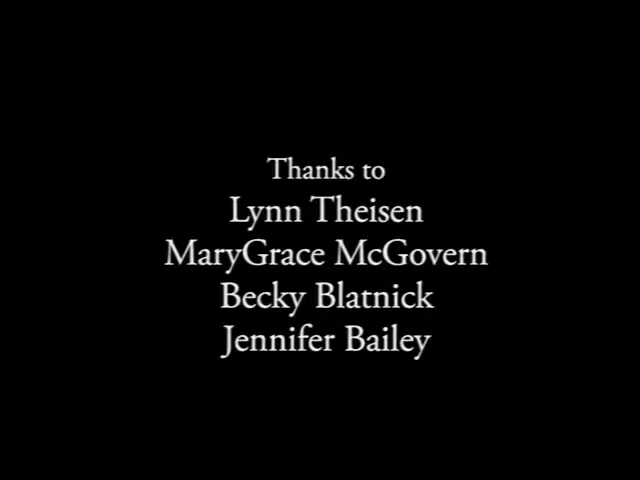 Thanks to
Lynn Theisen
MaryGrace McGovern
Becky Blatnick
Jennifer Bailey